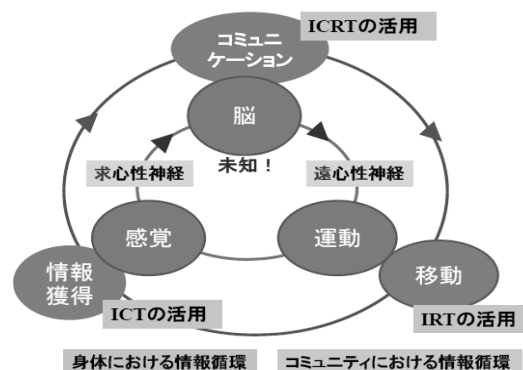 ICRTの活用
コミュニ
ケーション
脳
未知！
求心性神経
遠心性神経
感覚
運動
情報
獲得
移動
ICTの活用
IRTの活用
身体における情報循環
コミュニティにおける情報循環